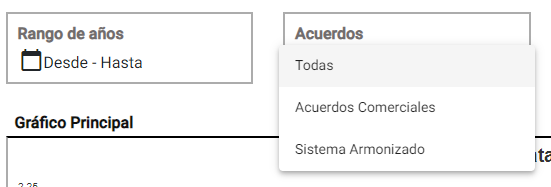 Rango de años
Desde - Hasta
Acuerdos
Todas
Acuerdos Comerciales
Sistema Armonizado
Gráfico Principal